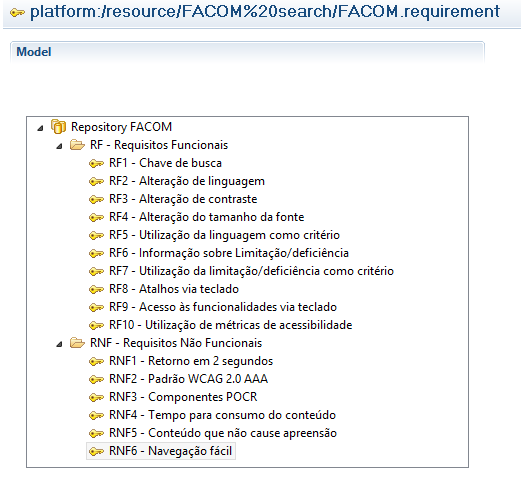 platform:/resource/FACOM%20search/FACOM.requirement
Model
Repository FACOM
RF - Requisitos Funcionais
RF1 - Chave de busca
RF2 - Alteração de linguagem
RF3 - Alteração de contraste
RF4 - Alteração do tamanho da fonte
RF5 - Utilização da linguagem como critério
RF6 - Informação sobre Limitação/deficiência
RF7 - Utilização da limitação/deficiência como critério
RF8 - Atalhos via teclado
RF9 - Acesso às funcionalidades via teclado
RF10 - Utilização de métricas de acessibilidade
RNF - Requisitos Não Funcionais
RNF1 - Retorno em 2 segundos
RNF2 - Padrão WCAG 2.0 AAA
RNF3 - Componentes POCR
RNF4 - Tempo para consumo do conteúdo
RNF5 - Conteúdo que não cause apreensão
RNF6 - Navegação fácil